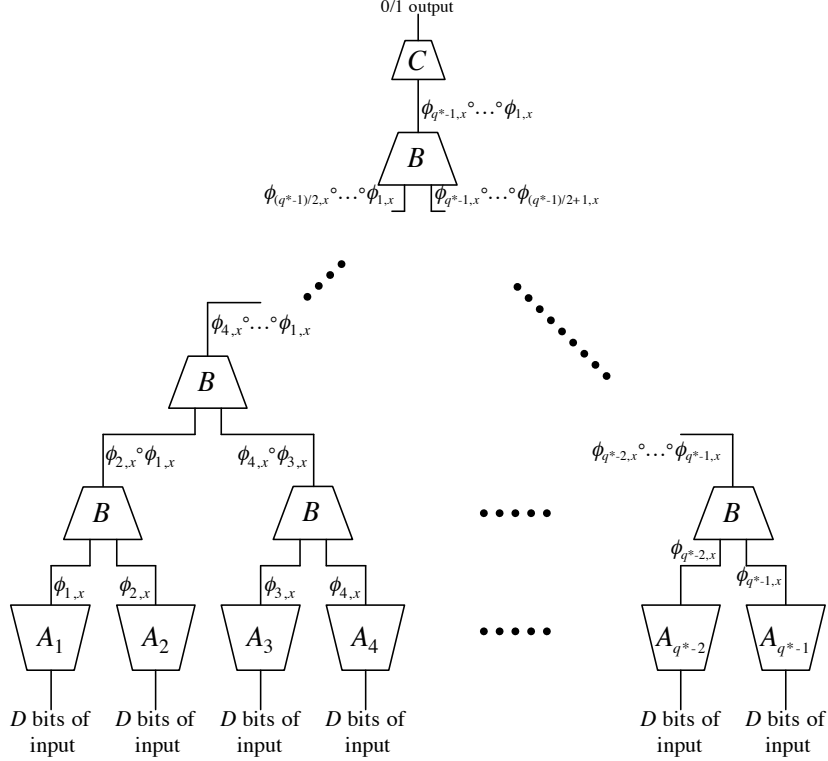 0/1 output
C
ϕq*-1,x∘…∘ϕ1,x
B
ϕ(q*-1)/2,x∘…∘ϕ1,x ϕq*-1,x∘…∘ϕ(q*-1)/2+1,x
ϕ4,x∘…∘ϕ1,x
B
ϕ2,x∘ϕ1,x ϕ4,x∘ϕ3,x ϕq*-2,x∘…∘ϕq*-1,x
B B B
ϕ1,x ϕ2,x ϕ3,x ϕ4,x ϕq*-2,x ϕq*-1,x
A1 A2 A3 A4 Aq*-2 Aq*-1
D bits of D bits of D bits of D bits of D bits of D bits of
input input input input input input